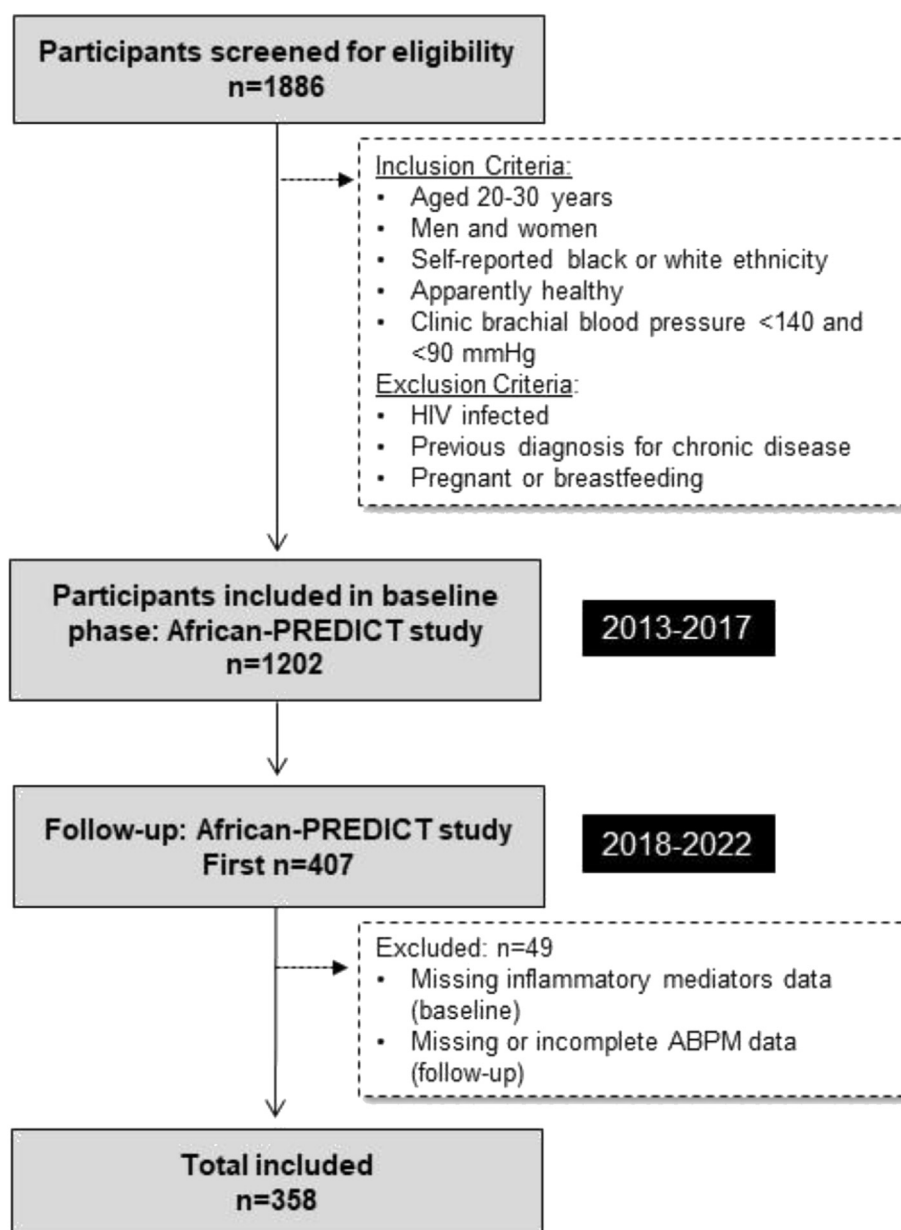 Participants screened for eligibility
n=1886
Inclusion Criteria:
• Aged 20-30 years
• Men and women
• Self-reported black or white ethnicity
• Apparently healthy
• Clinic brachial blood pressure <140 and
<90 mmHg
Exclusion Criteria:
• HIV infected
• Previous diagnosis for chronic disease
• Pregnant or breastfeeding
Participants included in baseline
phase: African-PREDICT study
n=1202
2013-2017
Follow-up: African-PREDICT study
First n=407
2018-2022
Excluded: n=49
• Missing inflammatory mediators data
(baseline)
• Missing or incomplete ABPM data
(follow-up)
Total included
n=358